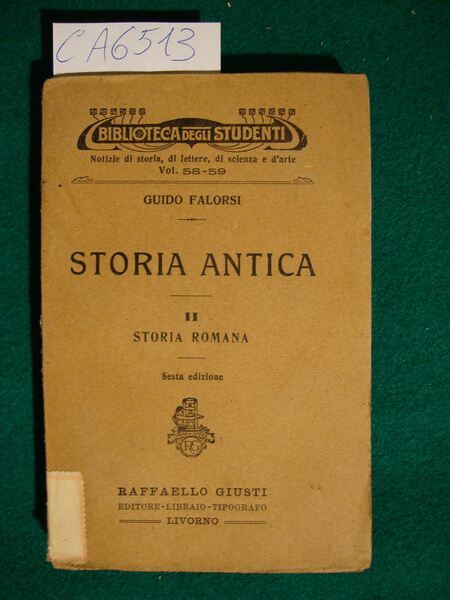 CA6513
BIBLIOTECA DEGLI STUDENTI
Notizie di storia, di lettere, di scienza e d'arte
Vol. 58-59
GUIDO FALORSI
STORIA ANTICA
II
STORIA ROMANA
Sesta edizione
RG
RAFFAELLO GIUSTI
EDITORE-LIBRAIO-TIPOGRAFO
LIVORNO